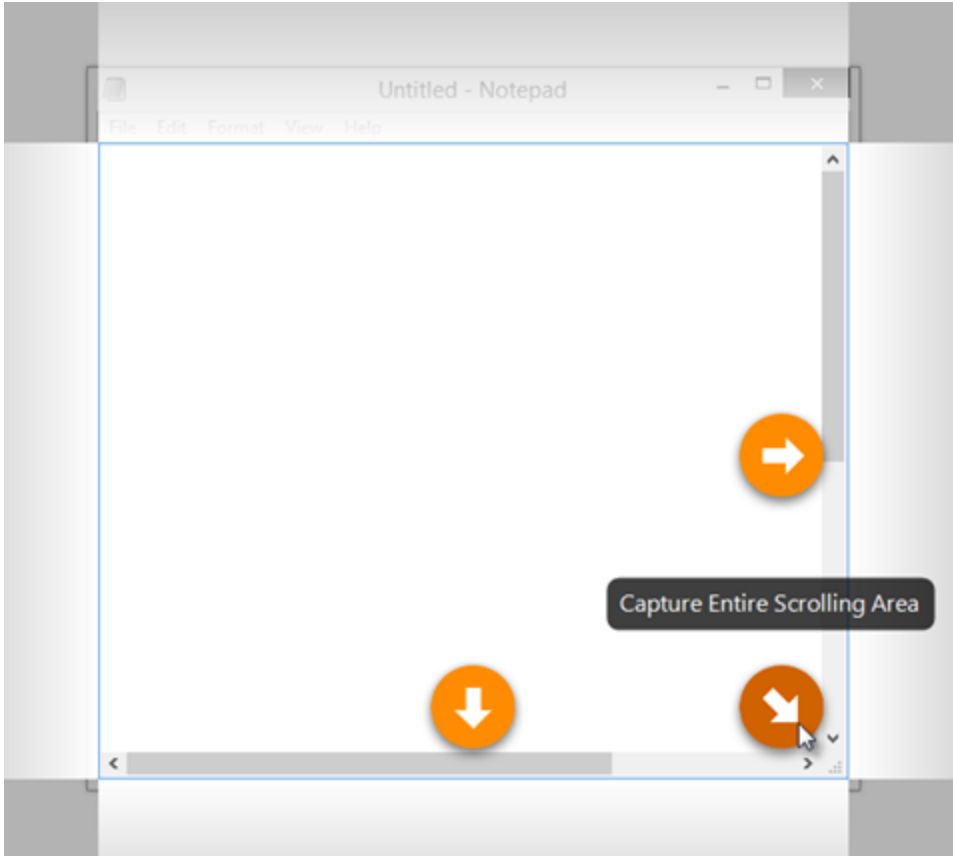 Untitled - Notepad
File Edit Format View Help
Capture Entire Scrolling Area